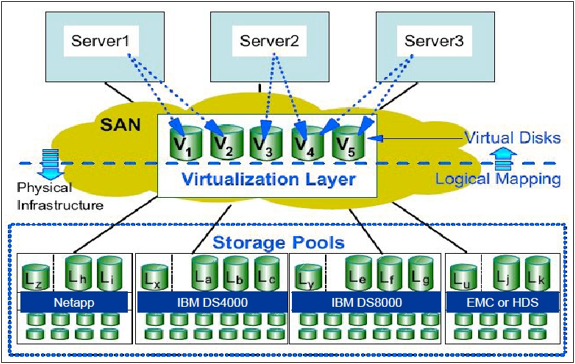 Server1
Server2
Server3
SAN
V1
V2
V3
V4
V5
Virtual Disks
Virtualization Layer
Logical Mapping
Physical
Infrastructure
Storage Pools
Lz
Lh
Li
Lx
La
Lb
Lc
Ly
Le
Lf
Lg
Lu
Lj
Lk
Netapp
IBM DS4000
IBM DS8000
EMC or HDS